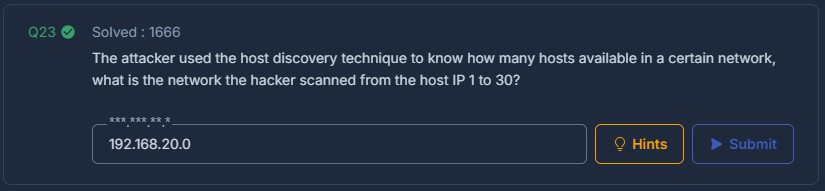 Q23 Solved : 1666
The attacker used the host discovery technique to know how many hosts available in a certain network,
what is the network the hacker scanned from the host IP 1 to 30?
***.***.**.*
192.168.20.0 Hints Submit